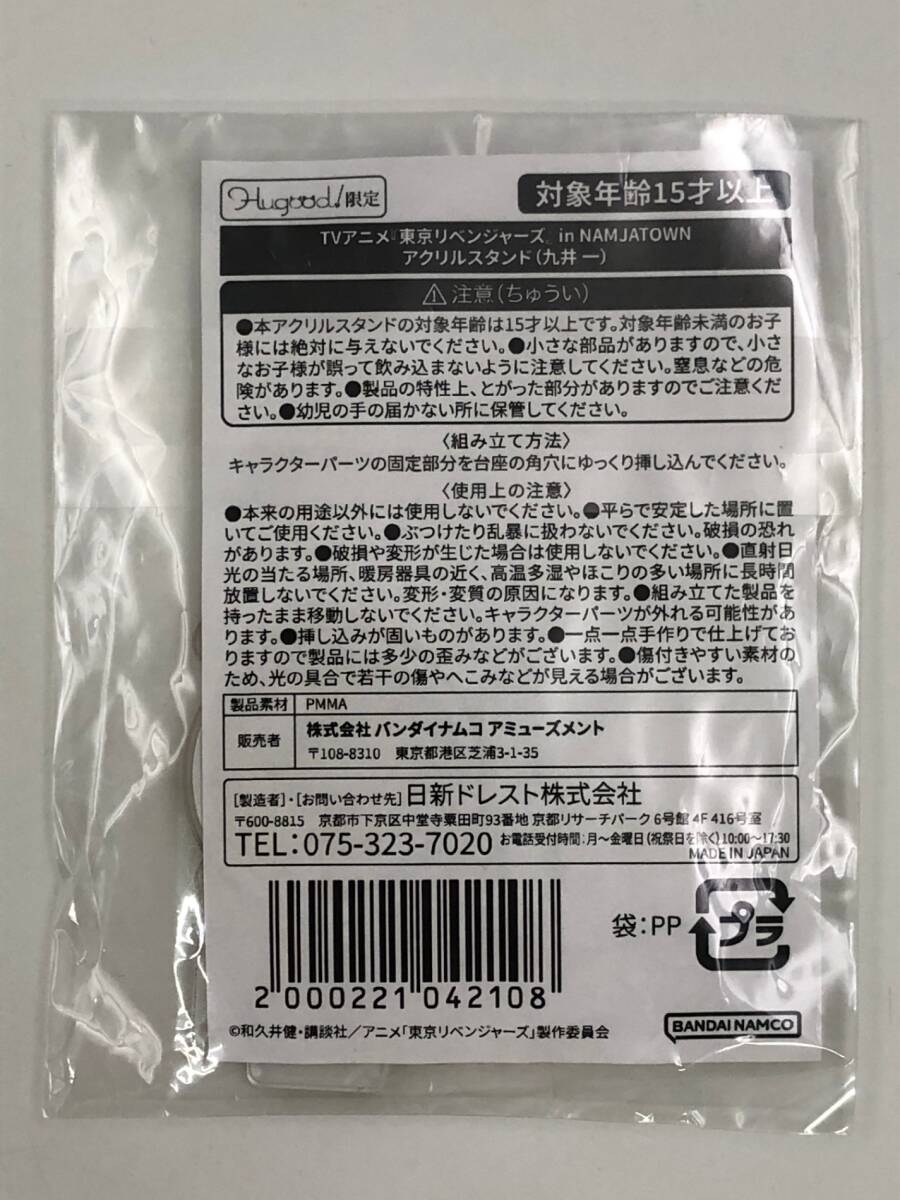 Hugood!限定
対象年齢15才以上
TVアニメ『東京リベンジャーズ』 in NAMJATOWN
アクリルスタンド(九井 一)
⚠注意(ちゅうい)
●本アクリルスタンドの対象年齢は15才以上です。対象年齢未満のお子
様には絶対に与えないでください。●小さな部品がありますので、小さ
なお子様が誤って飲み込まないように注意してください。窒息などの危
険があります。●製品の特性上、とがった部分がありますのでご注意くだ
さい。●幼児の手の届かない所に保管してください。
〈組み立て方法〉
キャラクターパーツの固定部分を台座の角穴にゆっくり挿し込んでください。
〈使用上の注意〉
●本来の用途以外には使用しないでください。●平らで安定した場所に置
いてご使用ください。●ぶつけたり乱暴に扱わないでください。破損の恐れ
があります。●破損や変形が生じた場合は使用しないでください。●直射日
光の当たる場所、暖房器具の近く、高温多湿やほこりの多い場所に長時間
放置しないでください。変形・変質の原因になります。●組み立てた製品を
持ったまま移動しないでください。キャラクターパーツが外れる可能性があ
ります。●挿し込みが固いものがあります。●一点一点手作りで仕上げてお
りますので製品には多少の歪みなどがございます。●傷付きやすい素材の
ため、光の具合で若干の傷やへこみなどが見える場合がございます。
製品素材 PMMA
販売者 株式会社 バンダイナムコ アミューズメント
〒108-8310 東京都港区芝浦3-1-35
[製造者]・[お問い合わせ先] 日新ドレスト株式会社
〒600-8815 京都市下京区中堂寺粟田町93番地 京都リサーチパーク 6号館 4F 416号室
TEL:075-323-7020 お電話受付時間:月〜金曜日(祝祭日を除く)10:00〜17:30
MADE IN JAPAN
袋:PP プラ
2 000221 042108
©和久井健・講談社/アニメ「東京リベンジャーズ」製作委員会
BANDAI NAMCO